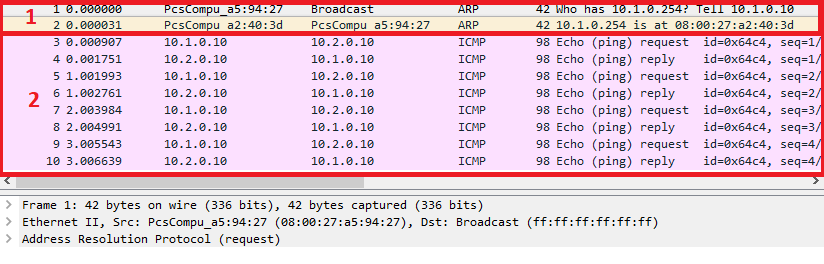 1
1 0.000000 PcsCompu_a5:94:27 Broadcast ARP 42 Who has 10.1.0.254? Tell 10.1.0.10
2 0.000031 PcsCompu_a2:40:3d PcsCompu_a5:94:27 ARP 42 10.1.0.254 is at 08:00:27:a2:40:3d
3 0.000907 10.1.0.10 10.2.0.10 ICMP 98 Echo (ping) request id=0x64c4, seq=1/
4 0.001751 10.2.0.10 10.1.0.10 ICMP 98 Echo (ping) reply id=0x64c4, seq=1/
5 1.001993 10.1.0.10 10.2.0.10 ICMP 98 Echo (ping) request id=0x64c4, seq=2/
2
6 1.002761 10.2.0.10 10.1.0.10 ICMP 98 Echo (ping) reply id=0x64c4, seq=2/
7 2.003984 10.1.0.10 10.2.0.10 ICMP 98 Echo (ping) request id=0x64c4, seq=3/
8 2.004991 10.2.0.10 10.1.0.10 ICMP 98 Echo (ping) reply id=0x64c4, seq=3/
9 3.005543 10.1.0.10 10.2.0.10 ICMP 98 Echo (ping) request id=0x64c4, seq=4/
10 3.006639 10.2.0.10 10.1.0.10 ICMP 98 Echo (ping) reply id=0x64c4, seq=4/
Frame 1: 42 bytes on wire (336 bits), 42 bytes captured (336 bits)
Ethernet II, Src: PcsCompu_a5:94:27 (08:00:27:a5:94:27), Dst: Broadcast (ff:ff:ff:ff:ff:ff)
Address Resolution Protocol (request)